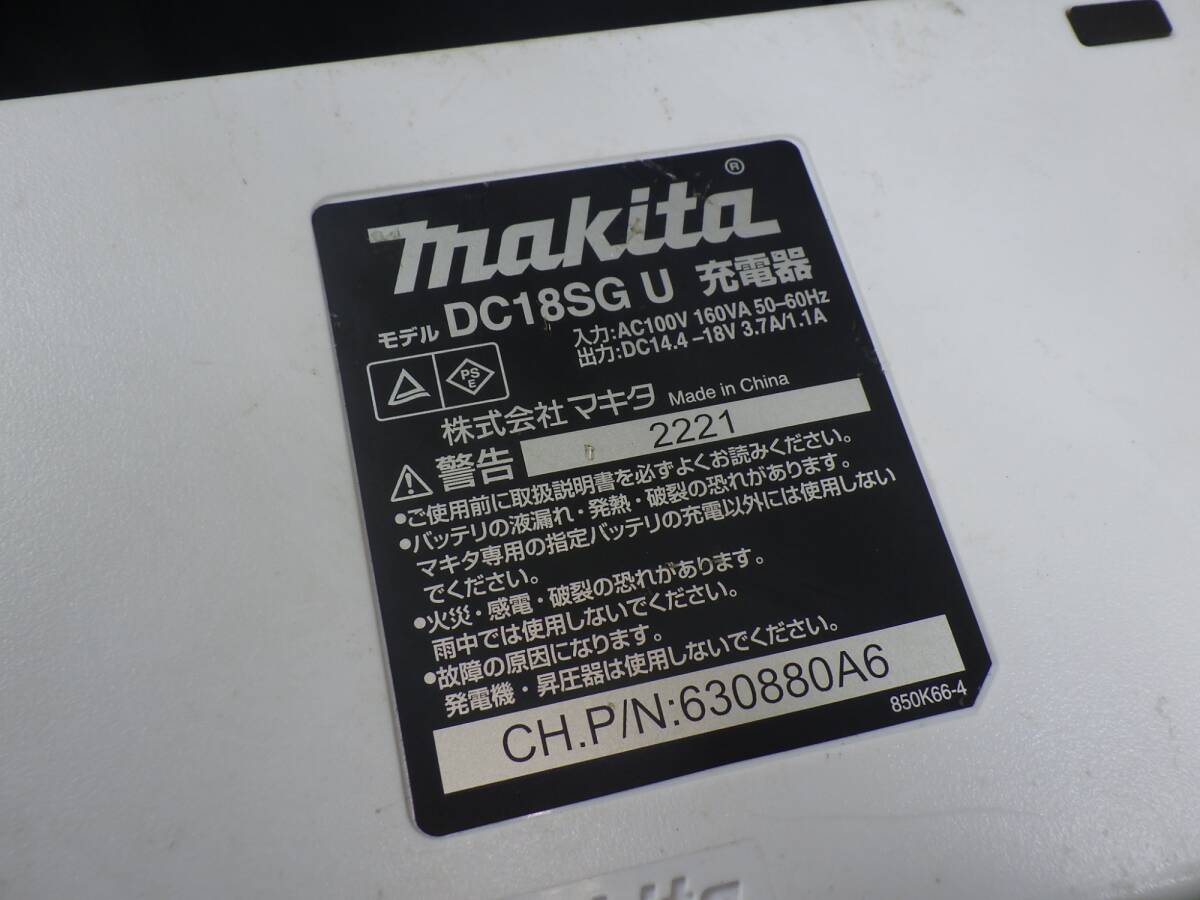 makita®
モデル DC18SG U 充電器
入力:AC100V 160VA 50-60Hz
出力:DC14.4 -18V 3.7A/1.1A
PS
E
株式会社マキタ Made in China
警告 2221
•ご使用前に取扱説明書を必ずよくお読みください。
•バッテリの液漏れ・発熱・破裂の恐れがあります。
マキタ専用の指定バッテリの充電以外には使用しない
でください。
•火災・感電・破裂の恐れがあります。
雨中では使用しないでください。
•故障の原因になります。
発電機・昇圧器は使用しないでください。
CH.P/N:630880A6
850K66-4